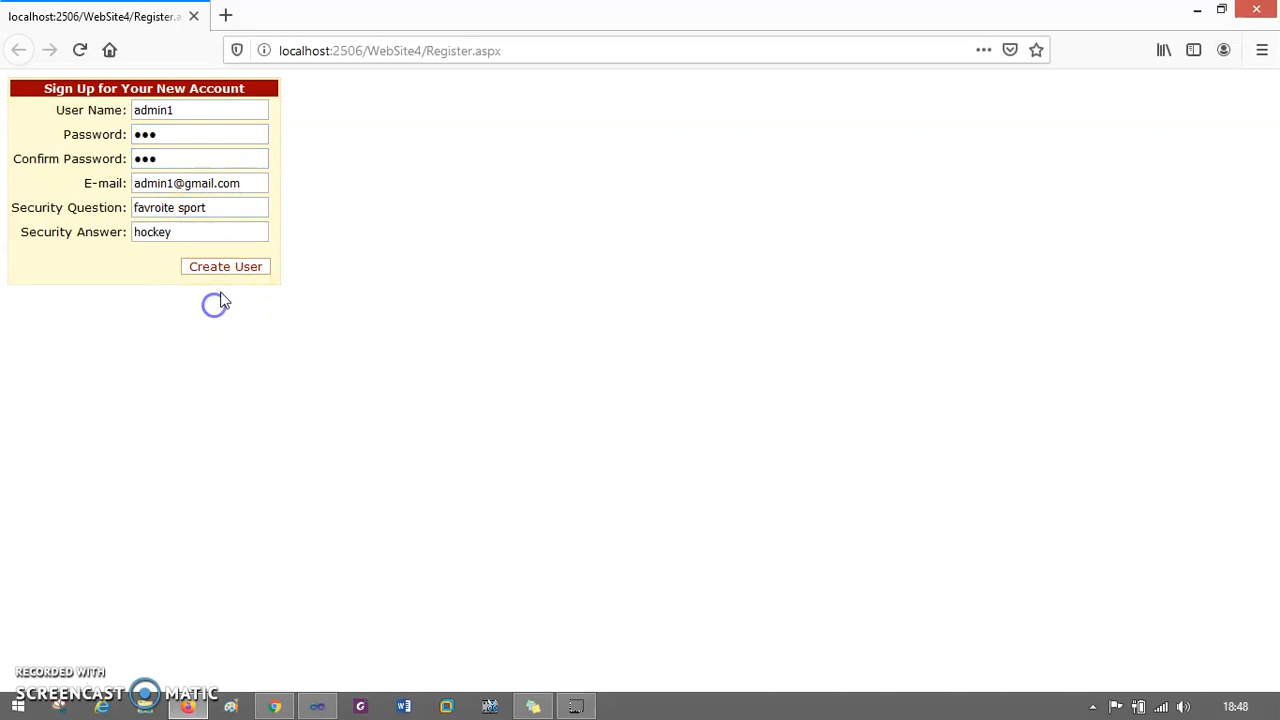 localhost:2506/WebSite4/Register.a
localhost:2506/WebSite4/Register.aspx
Sign Up for Your New Account
User Name: admin1
Password: ●●●
Confirm Password: ●●●
E-mail: admin1@gmail.com
Security Question: favroite sport
Security Answer: hockey
Create User
RECORDED WITH
SCREENCAST MATIC
18:48